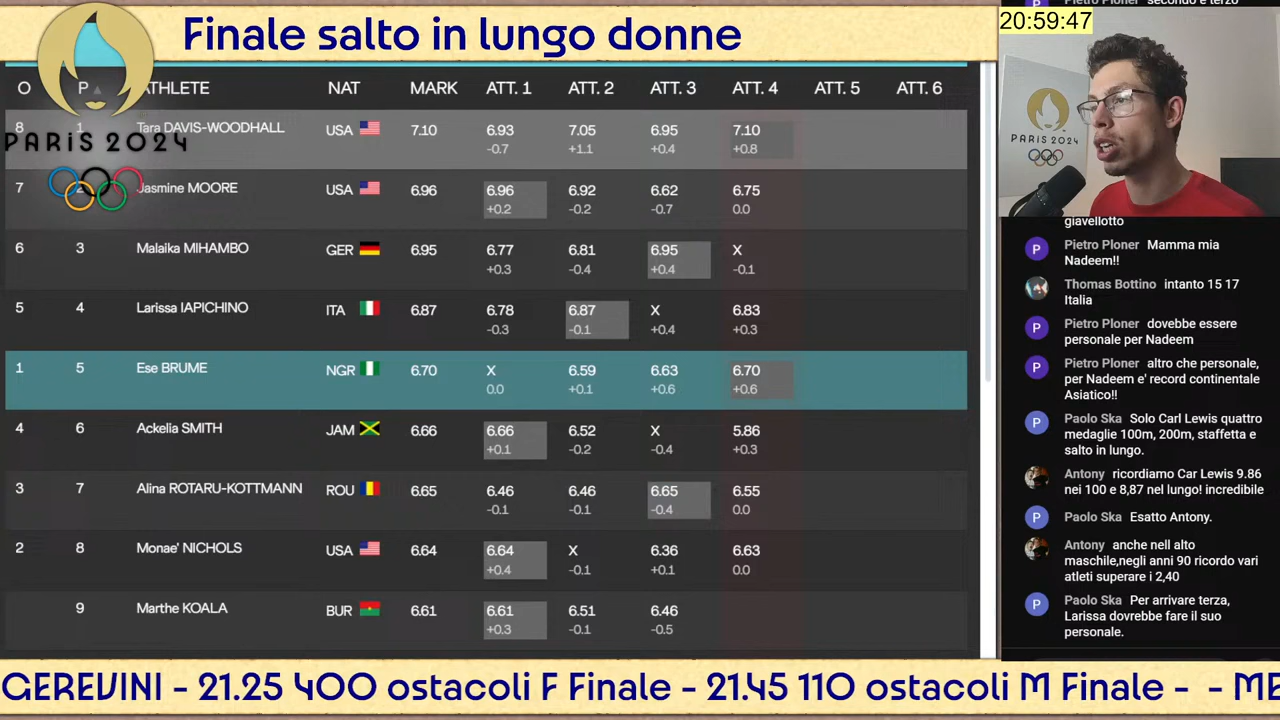 Finale salto in lungo donne
20:59:47
PARIS 2024
O P ATHLETE NAT MARK ATT. 1 ATT. 2 ATT. 3 ATT. 4 ATT. 5 ATT. 6
8 1 Tara DAVIS-WOODHALL USA 7.10 6.93 7.05 6.95 7.10
-0.7 +1.1 +0.4 +0.8
7 2 Jasmine MOORE USA 6.96 6.96 6.92 6.62 6.75
+0.2 -0.2 -0.7 0.0
6 3 Malaika MIHAMBO GER 6.95 6.77 6.81 6.95 X
+0.3 -0.4 +0.4 -0.1
5 4 Larissa IAPICHINO ITA 6.87 6.78 6.87 X 6.83
-0.3 -0.1 +0.4 +0.3
1 5 Ese BRUME NGR 6.70 X 6.59 6.63 6.70
0.0 +0.1 +0.6 +0.6
4 6 Ackelia SMITH JAM 6.66 6.66 6.52 X 5.86
+0.1 -0.2 -0.4 +0.3
3 7 Alina ROTARU-KOTTMANN ROU 6.65 6.46 6.46 6.65 6.55
-0.1 -0.1 -0.4 0.0
2 8 Monae' NICHOLS USA 6.64 6.64 X 6.36 6.63
+0.4 -0.1 +0.1 0.0
9 Marthe KOALA BUR 6.61 6.61 6.51 6.46
+0.3 -0.1 -0.5
PARIS 2024
giavellotto
P Pietro Ploner Mamma mia
Nadeem!!
Thomas Bottino intanto 15 17
Italia
P Pietro Ploner
dovebbe essere
personale per Nadeem
P Pietro Ploner altro che personale,
per Nadeem e' record continentale
Asiatico!!
P Paolo Ska Solo Carl Lewis quattro
medaglie 100m, 200m, staffetta e
salto in lungo.
Antony ricordiamo Car Lewis 9.86
nei 100 e 8,87 nel lungo! incredibile
P Paolo Ska Esatto Antony.
Antony anche nell alto
maschile,negli anni 90 ricordo vari
atleti superare i 2,40
P Paolo Ska Per arrivare terza,
Larissa dovrebbe fare il suo
personale.
GEREVINI - 21.25 400 ostacoli F Finale - 21.45 110 ostacoli M Finale - - ME